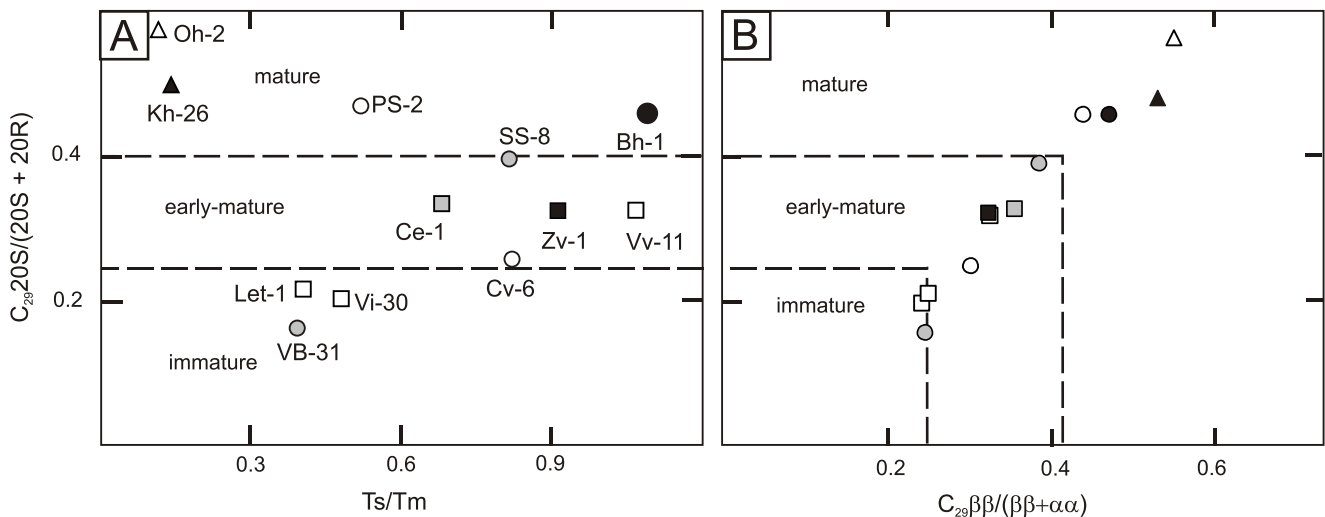 A
Oh-2
mature
Kh-26
PS-2
SS-8
Bh-1
0.4
early-mature
Ce-1
Zv-1
Vv-11
Let-1
Vi-30
Cv-6
0.2
VB-31
immature
0.3
0.6
0.9
Ts/Tm
C₂₉20S/(20S + 20R)
B
mature
early-mature
immature
0.2
0.4
0.6
C₂₉ββ/(ββ+αα)